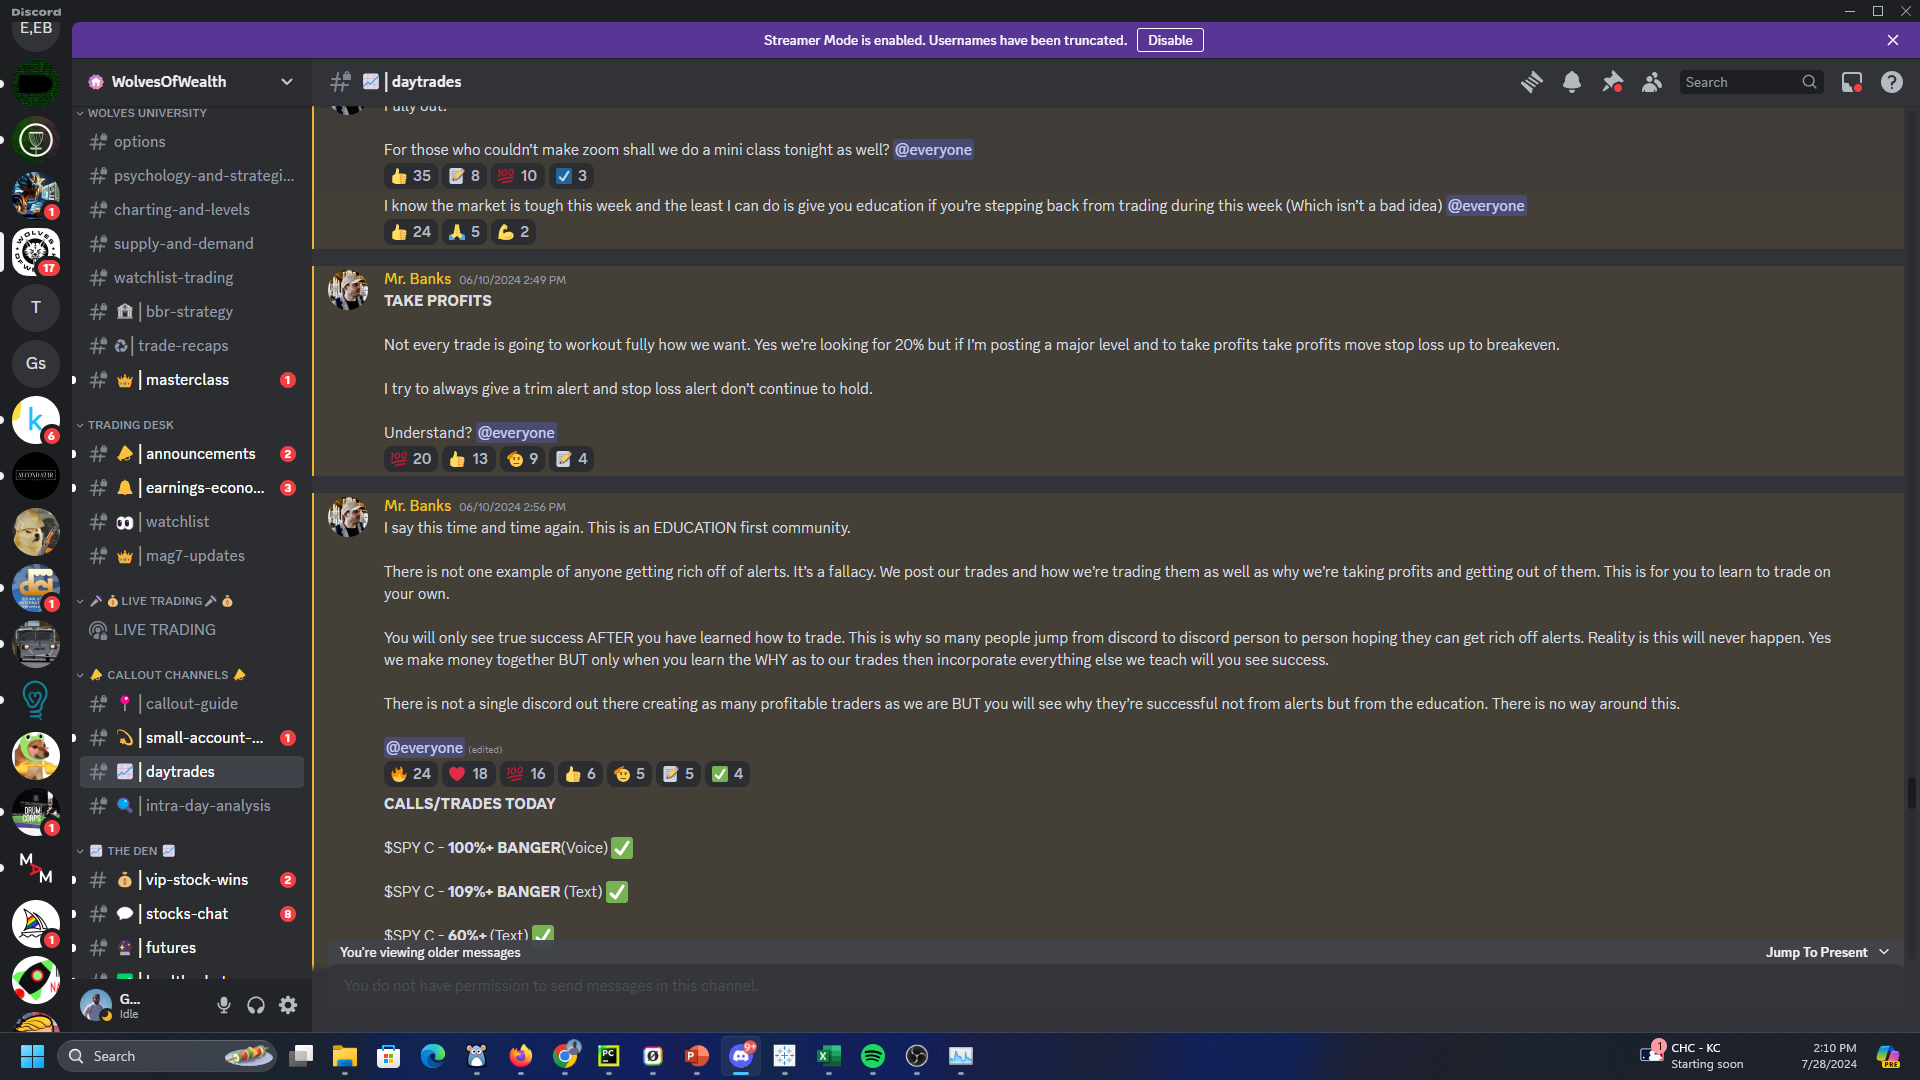 Discord
E,EB
Streamer Mode is enabled. Usernames have been truncated. Disable
WolvesOfWealth
| daytrades
Search
WOLVES UNIVERSITY
options
psychology-and-strategi...
charting-and-levels
supply-and-demand
watchlist-trading
| bbr-strategy
| trade-recaps
| masterclass 1
TRADING DESK
| announcements 2
| earnings-econo... 3
| watchlist
| mag7-updates
LIVE TRADING
LIVE TRADING
CALLOUT CHANNELS
| callout-guide
| small-account-... 1
| daytrades
| intra-day-analysis
THE DEN
| vip-stock-wins 2
| stocks-chat 8
| futures
1
WOLVES
17
T
Gs
k
6
SECOND STAR
dci
1
DRUM
CORPS
1
M
A
M
1
G...
Idle
Fully out.
For those who couldn't make zoom shall we do a mini class tonight as well? @everyone
35 8 10 3
I know the market is tough this week and the least I can do is give you education if you're stepping back from trading during this week (Which isn't a bad idea) @everyone
24 5 2
Mr. Banks 06/10/2024 2:49 PM
TAKE PROFITS
Not every trade is going to workout fully how we want. Yes we're looking for 20% but if I'm posting a major level and to take profits take profits move stop loss up to breakeven.
I try to always give a trim alert and stop loss alert don't continue to hold.
Understand? @everyone
100 20 13 9 4
Mr. Banks 06/10/2024 2:56 PM
I say this time and time again. This is an EDUCATION first community.
There is not one example of anyone getting rich off of alerts. It's a fallacy. We post our trades and how we're trading them as well as why we're taking profits and getting out of them. This is for you to learn to trade on
your own.
You will only see true success AFTER you have learned how to trade. This is why so many people jump from discord to discord person to person hoping they can get rich off alerts. Reality is this will never happen. Yes
we make money together BUT only when you learn the WHY as to our trades then incorporate everything else we teach will you see success.
There is not a single discord out there creating as many profitable traders as we are BUT you will see why they're successful not from alerts but from the education. There is no way around this.
@everyone (edited)
24 18 100 16 6 5 5 4
CALLS/TRADES TODAY
$SPY C - 100%+ BANGER(Voice)
$SPY C - 109%+ BANGER (Text)
$SPY C - 60%+ (Text)
You're viewing older messages
Jump To Present
You do not have permission to send messages in this channel.
Search
PC
9+
1
CHC - KC
Starting soon
2:10 PM
7/28/2024
PRE